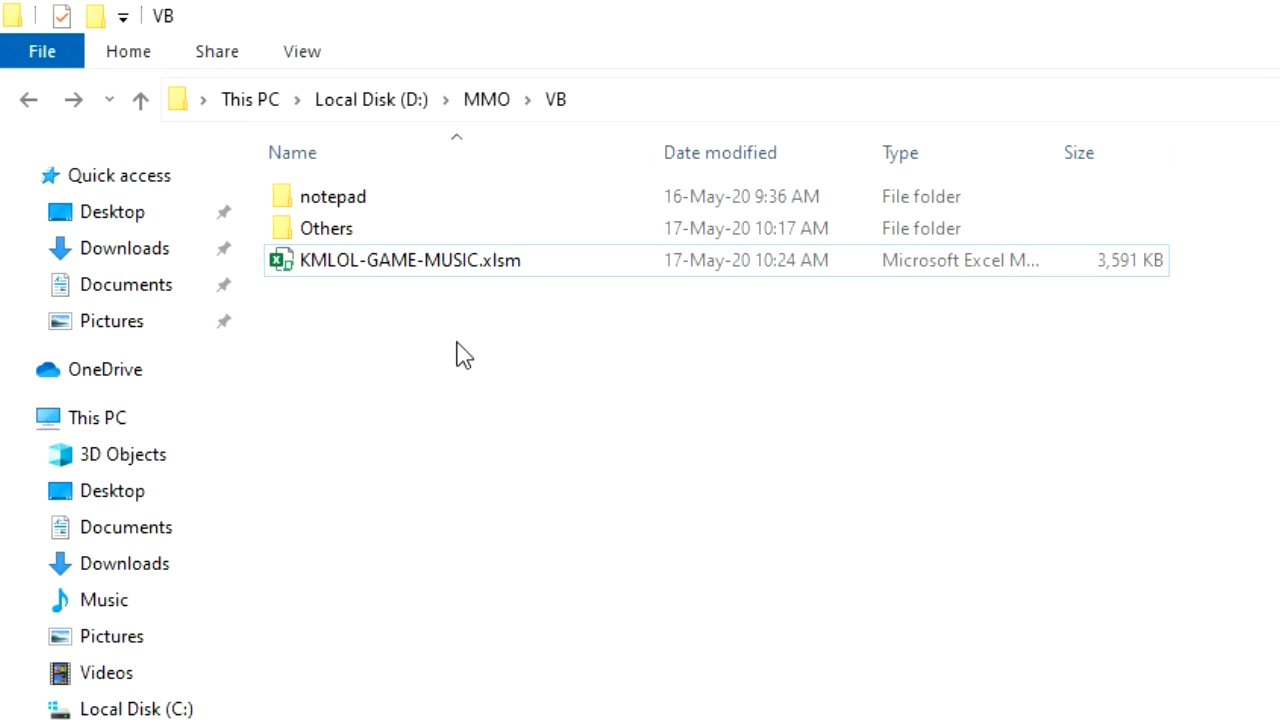 VB
File Home Share View
This PC Local Disk (D:) MMO VB
Name Date modified Type Size
notepad 16-May-20 9:36 AM File folder
Others 17-May-20 10:17 AM File folder
KMLOL-GAME-MUSIC.xlsm 17-May-20 10:24 AM Microsoft Excel M... 3,591 KB
Quick access
Desktop
Downloads
Documents
Pictures
OneDrive
This PC
3D Objects
Desktop
Documents
Downloads
Music
Pictures
Videos
Local Disk (C:)